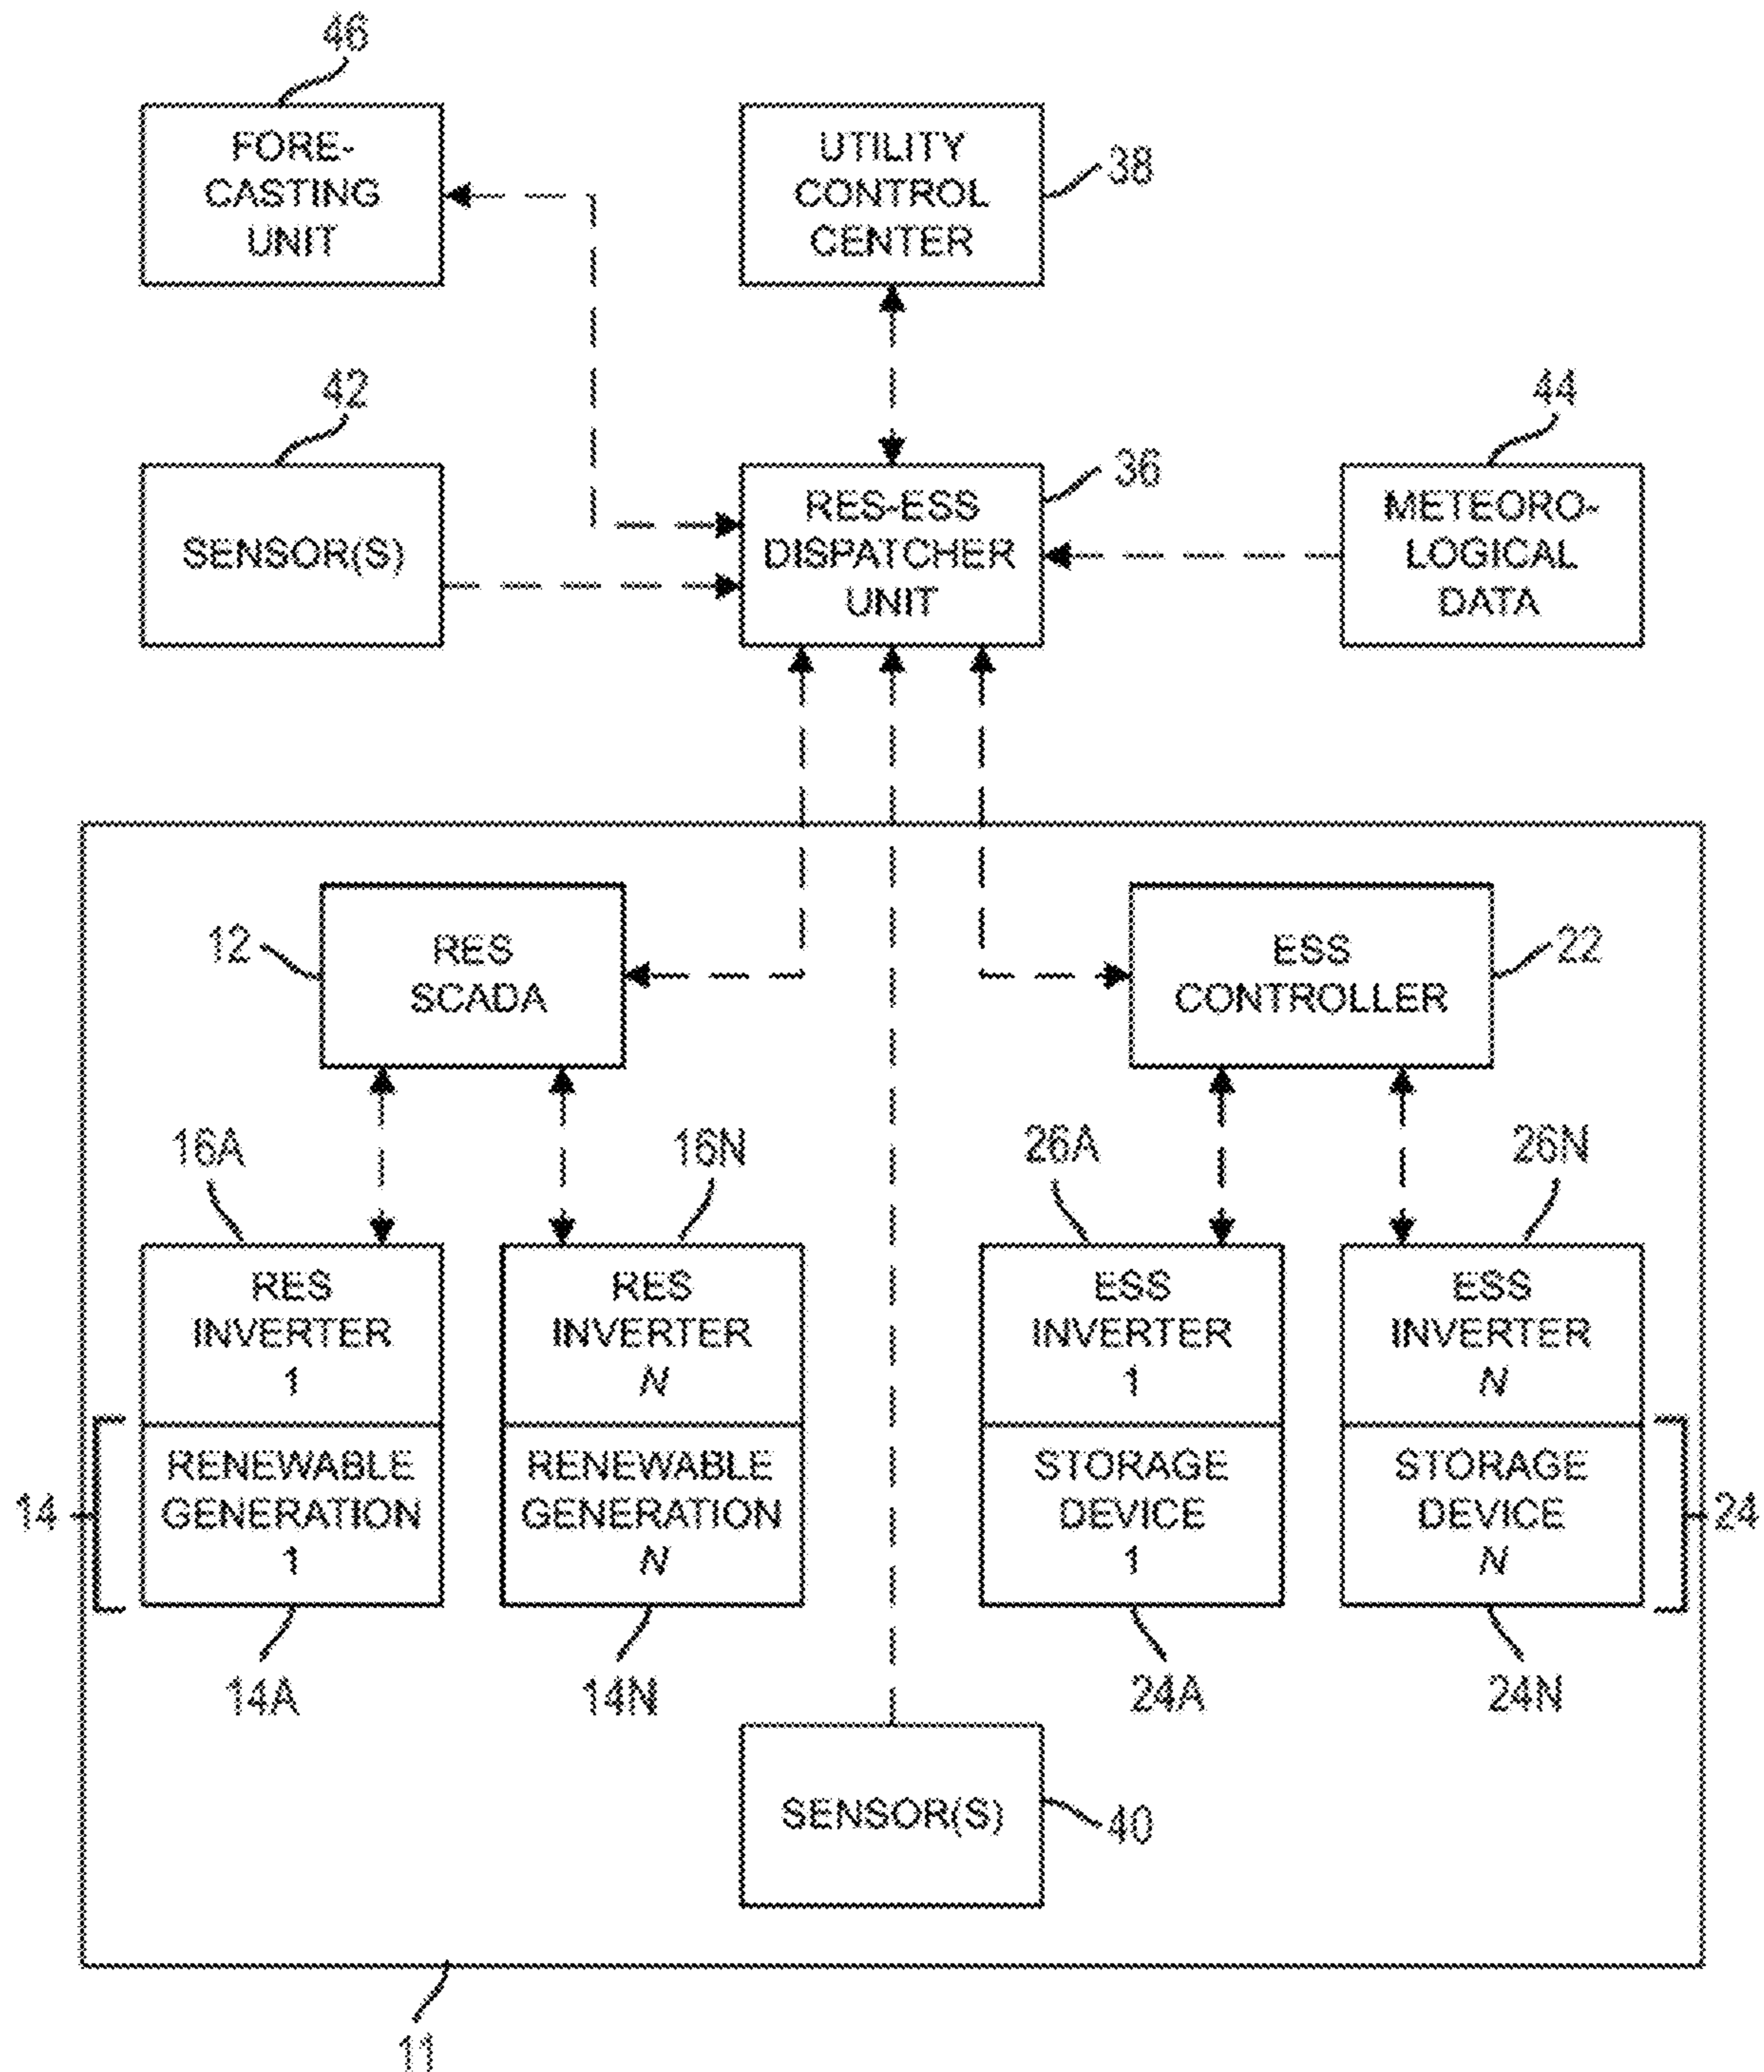 46
FORE-
CASTING
UNIT
UTILITY
CONTROL
CENTER
38
42
SENSOR(S)
RES-ESS
DISPATCHER
UNIT
36
44
METEORO-
LOGICAL
DATA
12
RES
SCADA
ESS
CONTROLLER
22
16A
16N
26A
26N
RES
INVERTER
1
RES
INVERTER
N
ESS
INVERTER
1
ESS
INVERTER
N
14
RENEWABLE
GENERATION
1
RENEWABLE
GENERATION
N
STORAGE
DEVICE
1
STORAGE
DEVICE
N
24
14A
14N
24A
24N
SENSOR(S)
40
11